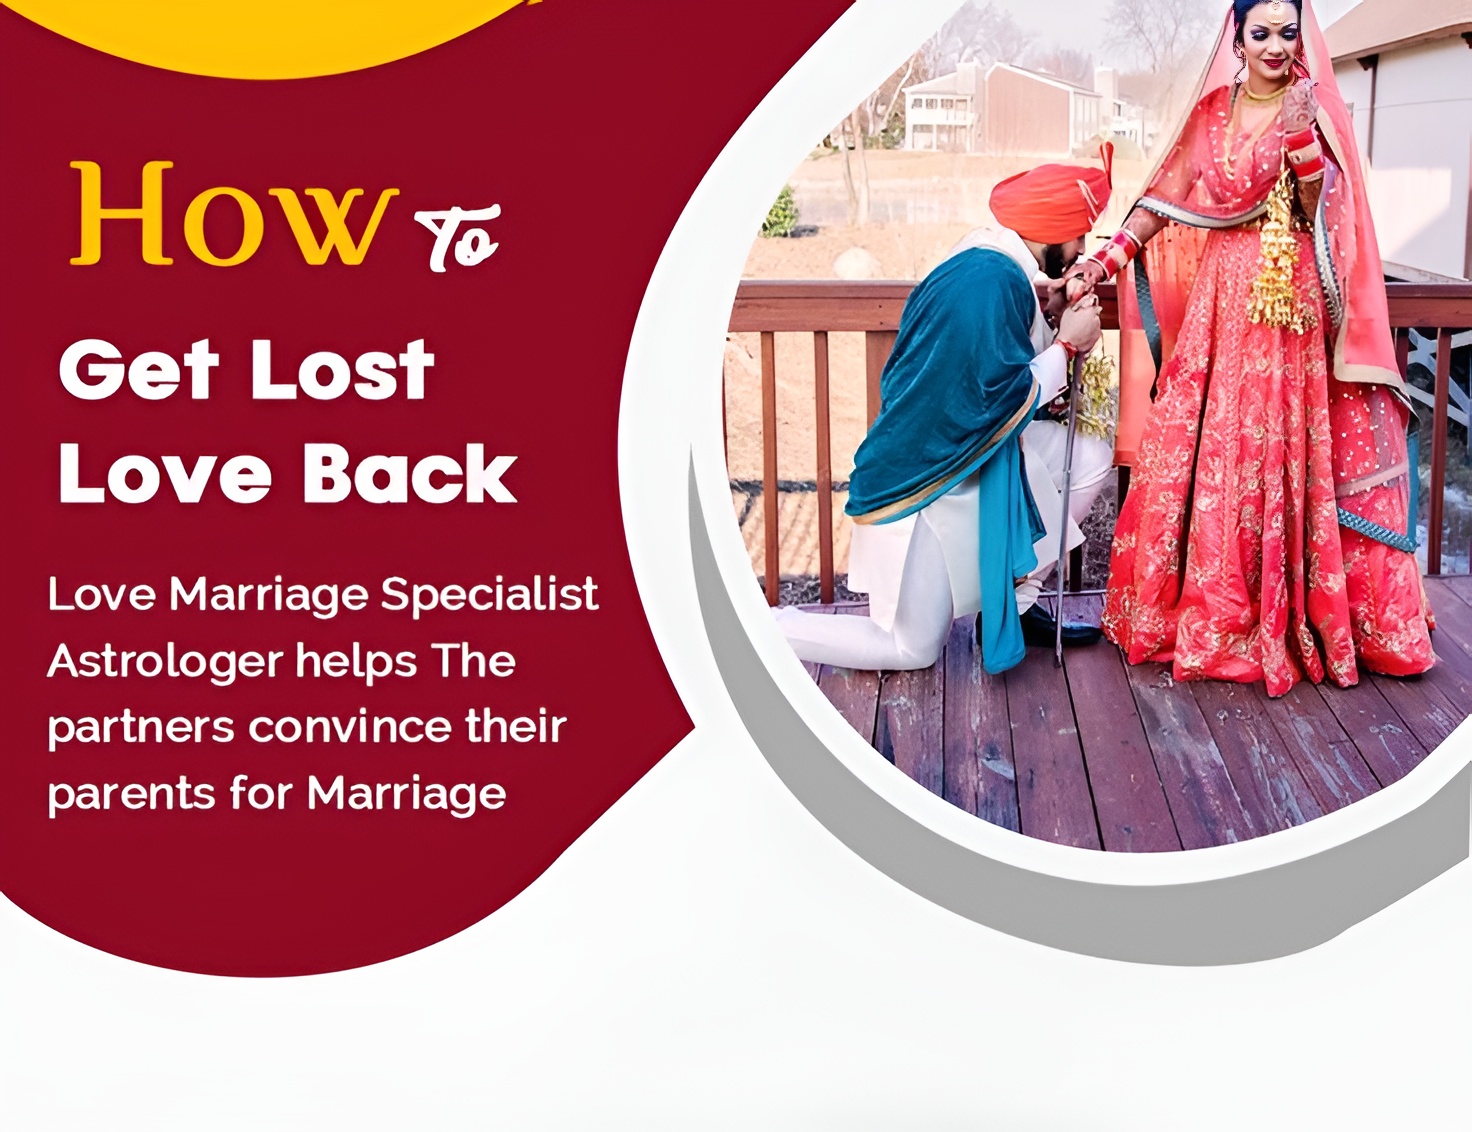 How To
Get Lost
Love Back
Love Marriage Specialist
Astrologer helps The
partners convince their
parents for Marriage